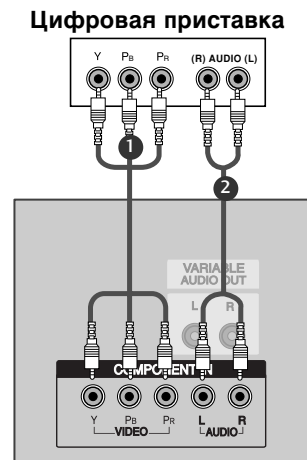 Цифровая приставка
Y PB PR (R) AUDIO (L)
1
2
VARIABLE
AUDIO OUT
L R
COMPONENT IN
Y PB PR L R
VIDEO AUDIO